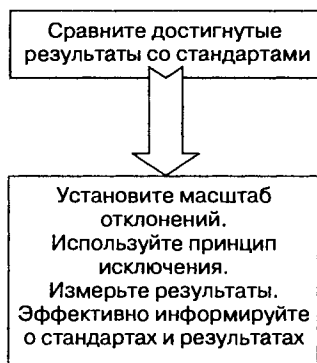 Сравните достигнутые
результаты со стандартами
Установите масштаб
отклонений.
Используйте принцип
исключения.
Измерьте результаты.
Эффективно информируйте
о стандартах и результатах